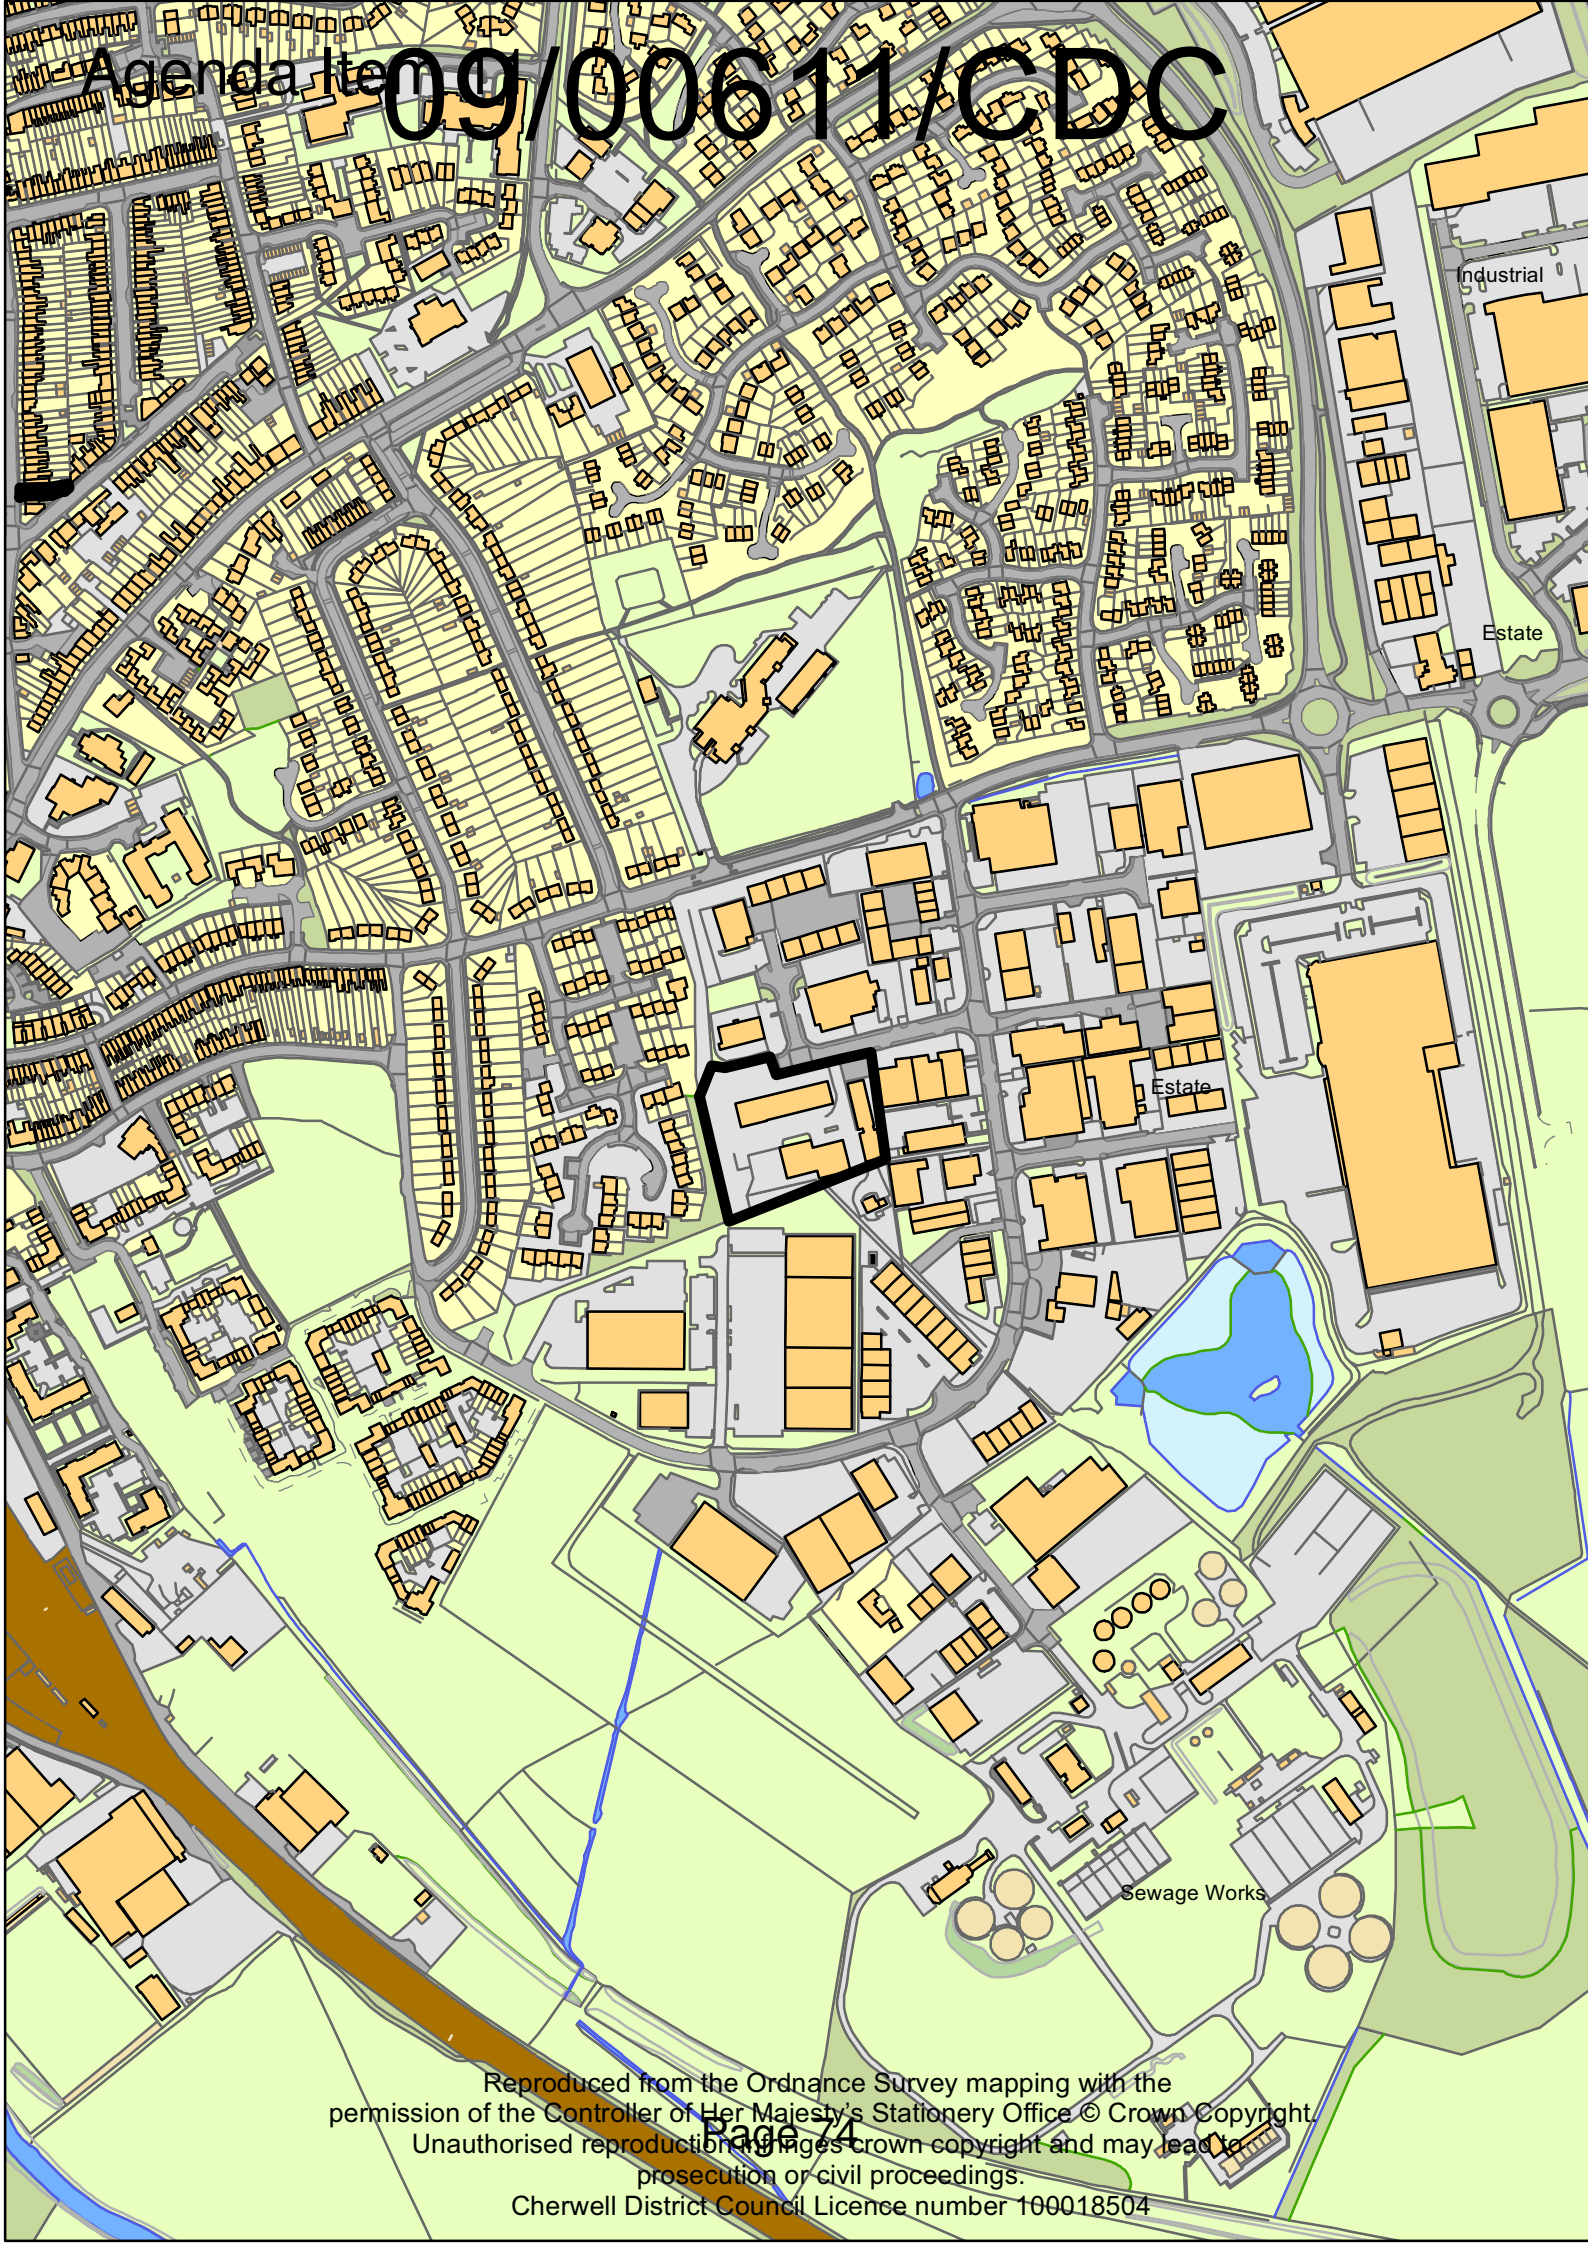 Agenda Item
09/00611/CDC
Industrial
Estate
Estate
Sewage Works
Reproduced from the Ordnance Survey mapping with the
permission of the Controller of Her Majesty's Stationery Office © Crown Copyright.
Page 74
Unauthorised reproduction infringes crown copyright and may lead to
prosecution or civil proceedings.
Cherwell District Council Licence number 100018504